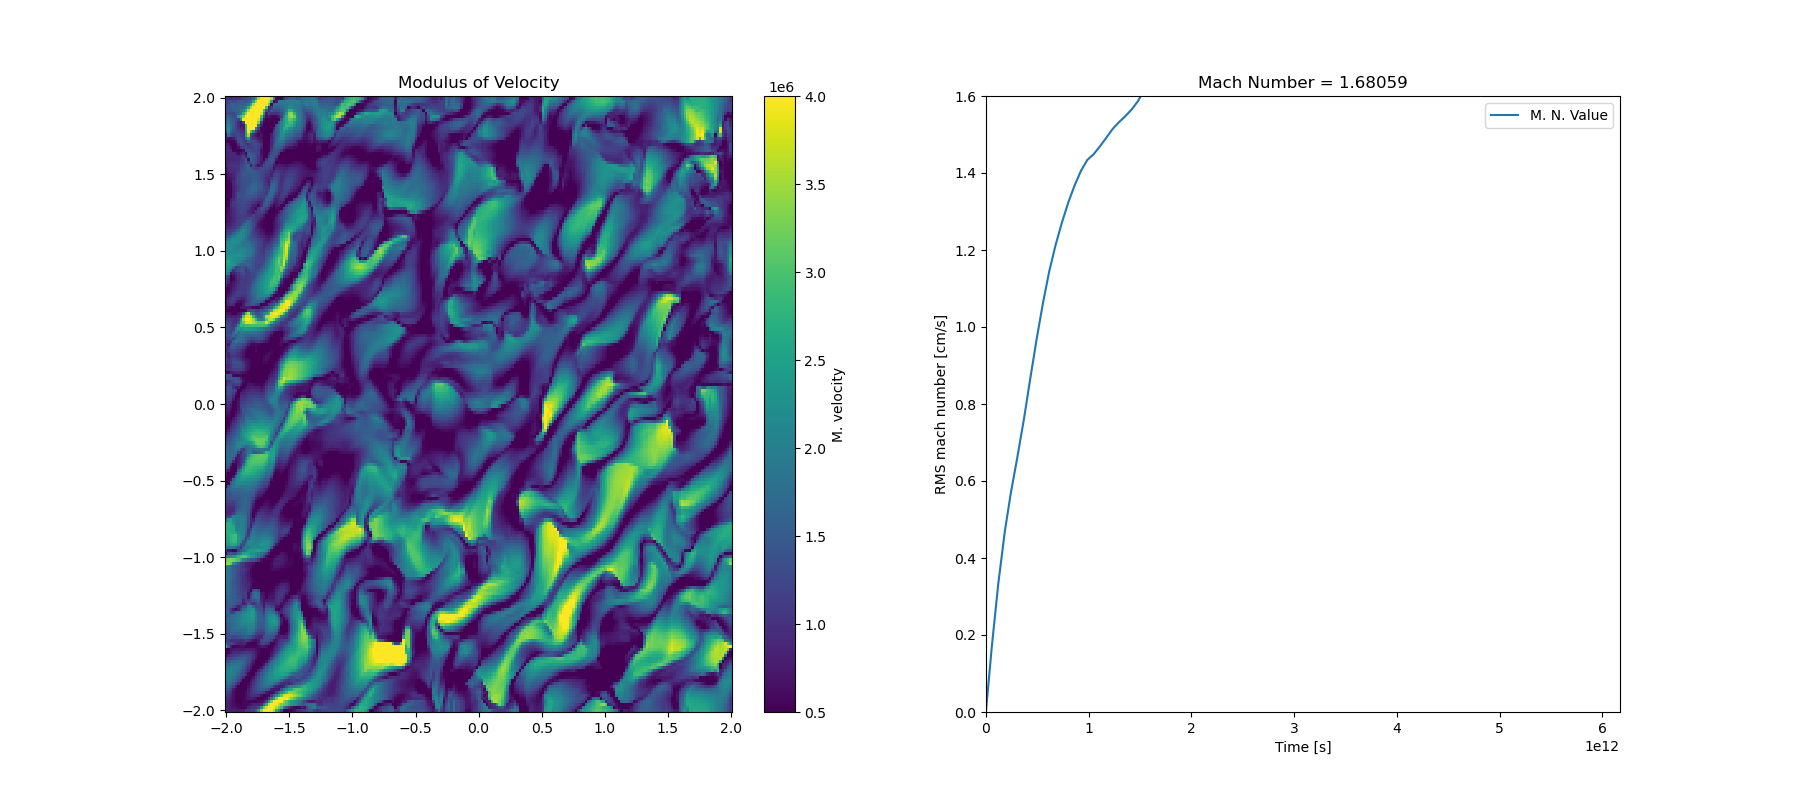 Modulus of Velocity
2.0
1.5
1.0
0.5
0.0
−0.5
−1.0
−1.5
−2.0
−2.0 −1.5 −1.0 −0.5 0.0 0.5 1.0 1.5 2.0
1e6
4.0
3.5
3.0
2.5
2.0
1.5
1.0
0.5
M. velocity
Mach Number = 1.68059
M. N. Value
RMS mach number [cm/s]
1.6
1.4
1.2
1.0
0.8
0.6
0.4
0.2
0.0
0 1 2 3 4 5 6
Time [s]
1e12